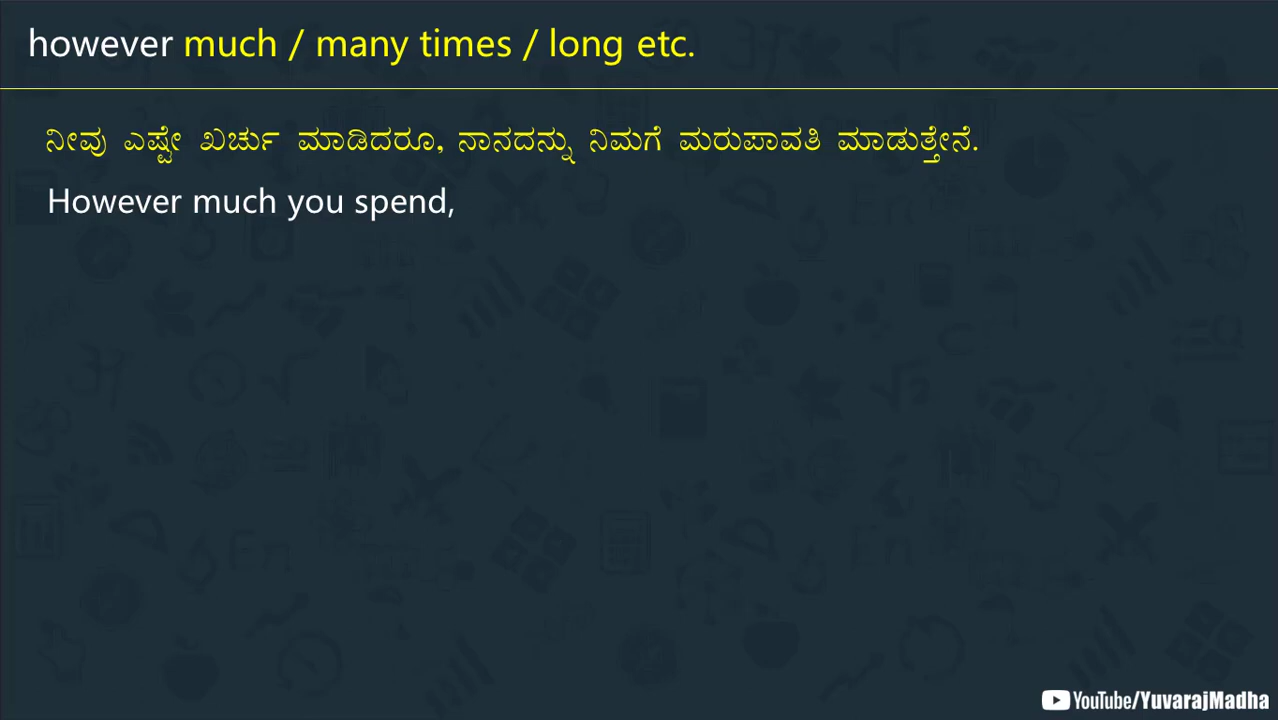 however much / many times / long etc.
ನೀವು ಎಷ್ಟೇ ಖರ್ಚು ಮಾಡಿದರೂ, ನಾನದನ್ನು ನಿಮಗೆ ಮರುಪಾವತಿ ಮಾಡುತ್ತೇನೆ.
However much you spend,
YouTube/YuvarajMadha